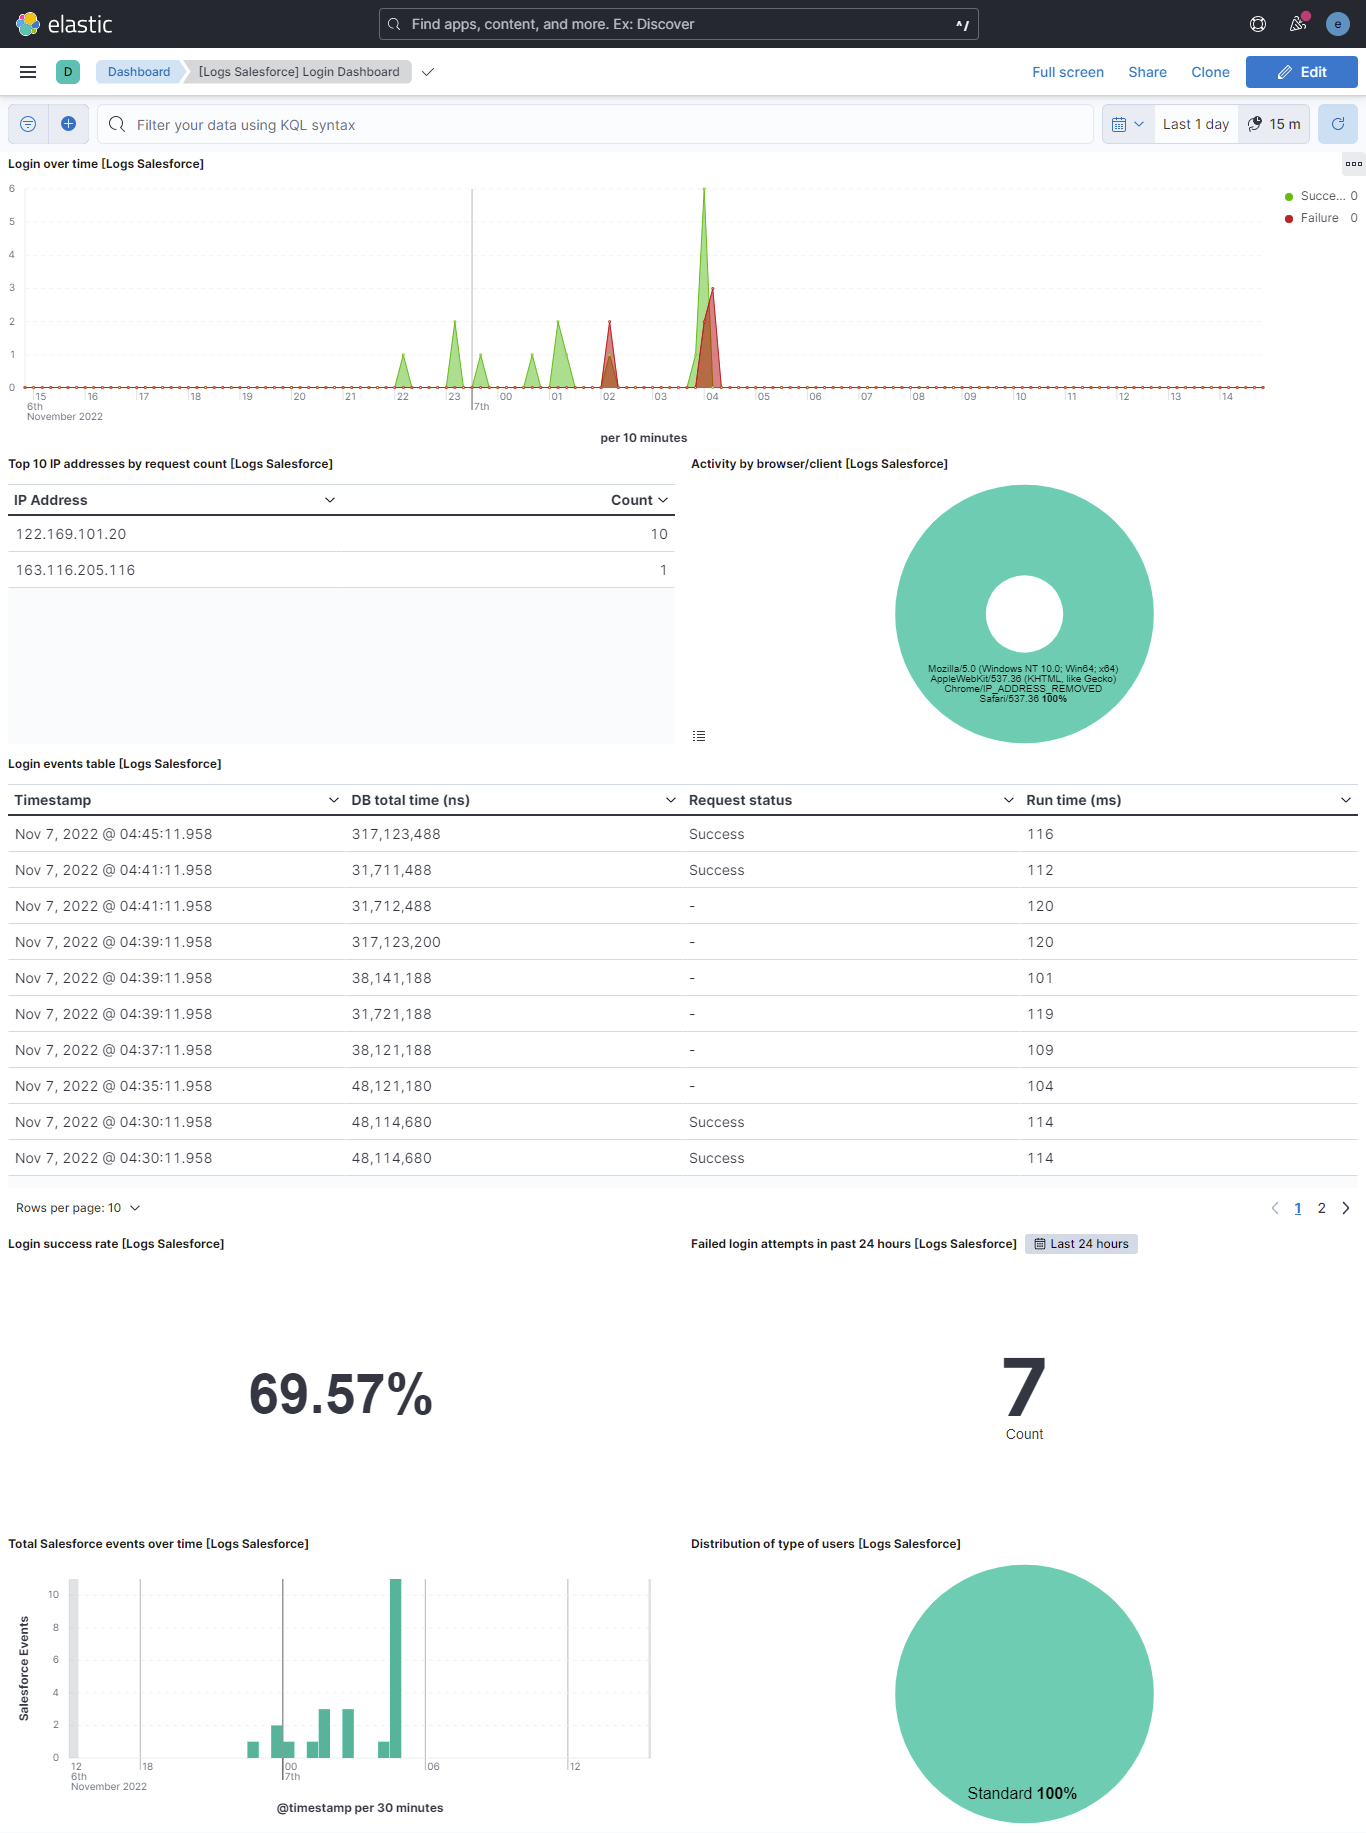 elastic
Find apps, content, and more. Ex: Discover
^/
e
D
Dashboard
[Logs Salesforce] Login Dashboard
Full screen
Share
Clone
Edit
Filter your data using KQL syntax
Last 1 day
15 m
Login over time [Logs Salesforce]
6
5
4
3
2
1
0
Succe... 0
Failure 0
15 16 17 18 19 20 21 22 23 00 01 02 03 04 05 06 07 08 09 10 11 12 13 14
6th 7th
November 2022
per 10 minutes
Top 10 IP addresses by request count [Logs Salesforce]
IP Address Count
122.169.101.20 10
163.116.205.116 1
Activity by browser/client [Logs Salesforce]
Mozilla/5.0 (Windows NT 10.0; Win64; x64)
AppleWebKit/537.36 (KHTML, like Gecko)
Chrome/IP_ADDRESS_REMOVED
Safari/537.36 100%
Login events table [Logs Salesforce]
Timestamp DB total time (ns) Request status Run time (ms)
Nov 7, 2022 @ 04:45:11.958 317,123,488 Success 116
Nov 7, 2022 @ 04:41:11.958 31,711,488 Success 112
Nov 7, 2022 @ 04:41:11.958 31,712,488 - 120
Nov 7, 2022 @ 04:39:11.958 317,123,200 - 120
Nov 7, 2022 @ 04:39:11.958 38,141,188 - 101
Nov 7, 2022 @ 04:39:11.958 31,721,188 - 119
Nov 7, 2022 @ 04:37:11.958 38,121,188 - 109
Nov 7, 2022 @ 04:35:11.958 48,121,180 - 104
Nov 7, 2022 @ 04:30:11.958 48,114,680 Success 114
Nov 7, 2022 @ 04:30:11.958 48,114,680 Success 114
Rows per page: 10
1 2
Login success rate [Logs Salesforce]
69.57%
Failed login attempts in past 24 hours [Logs Salesforce] Last 24 hours
7
Count
Total Salesforce events over time [Logs Salesforce]
Salesforce Events
10
8
6
4
2
0
12 18 00 06 12
6th 7th
November 2022
@timestamp per 30 minutes
Distribution of type of users [Logs Salesforce]
Standard 100%